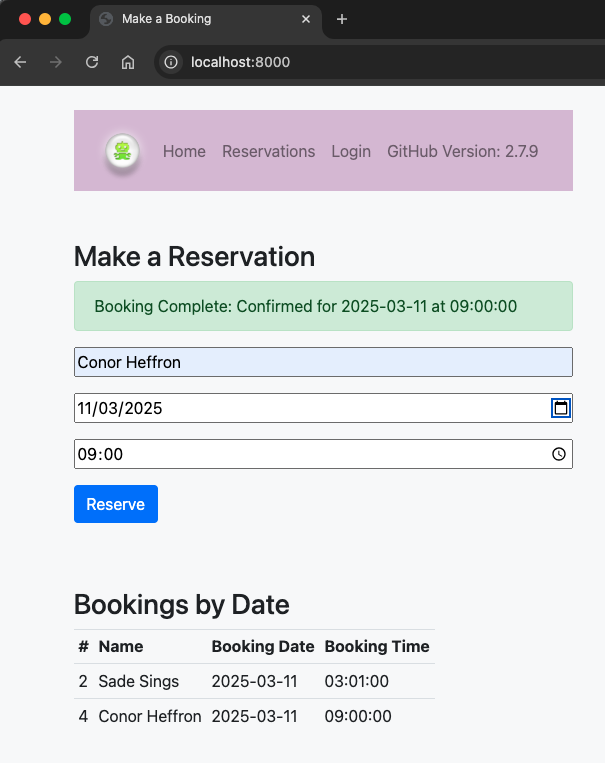 Make a Booking
localhost:8000
Home Reservations Login GitHub Version: 2.7.9
Make a Reservation
Booking Complete: Confirmed for 2025-03-11 at 09:00:00
Conor Heffron
11/03/2025
09:00
Reserve
Bookings by Date
# Name Booking Date Booking Time
2 Sade Sings 2025-03-11 03:01:00
4 Conor Heffron 2025-03-11 09:00:00